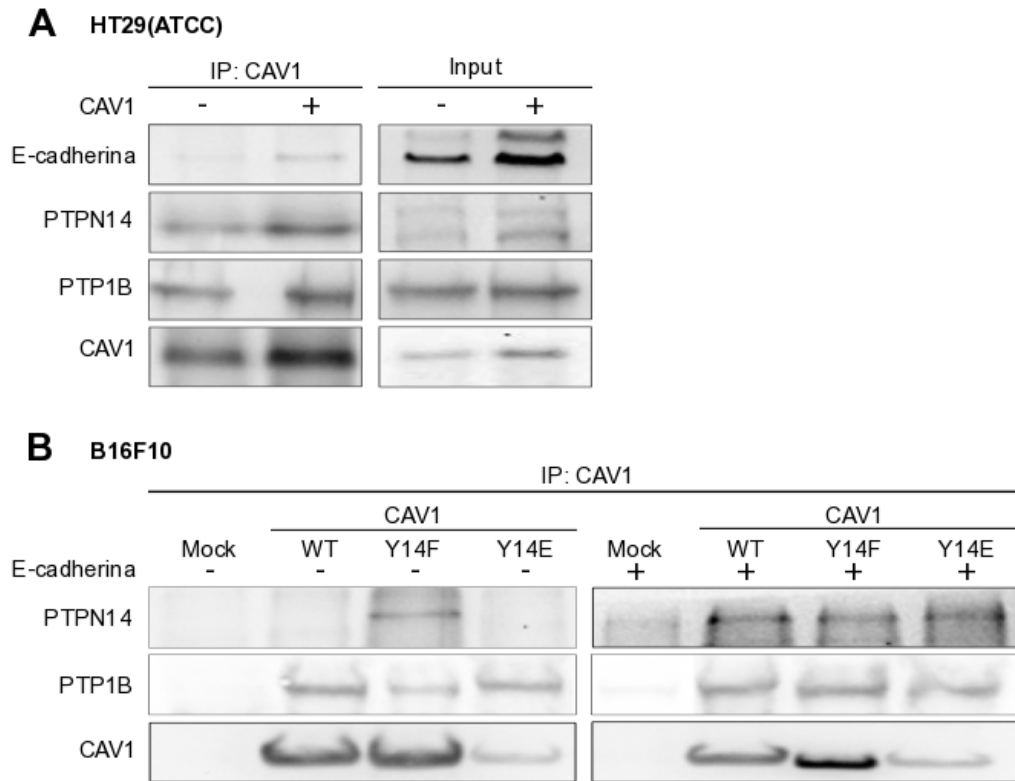 A HT29(ATCC)
IP: CAV1 Input
CAV1 - + - +
E-cadherina
PTPN14
PTP1B
CAV1
B B16F10
IP: CAV1
CAV1 CAV1
Mock WT Y14F Y14E Mock WT Y14F Y14E
E-cadherina - - - - + + + +
PTPN14
PTP1B
CAV1